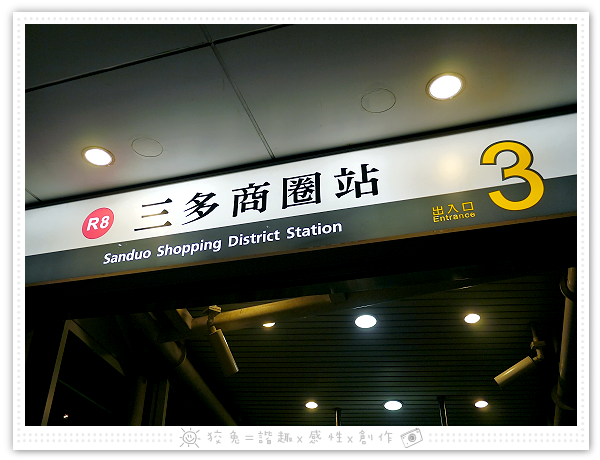 R8 三多商圈站
Sanduo Shopping District Station
3
出入口
Entrance
狡兔=諧趣x感性x創作